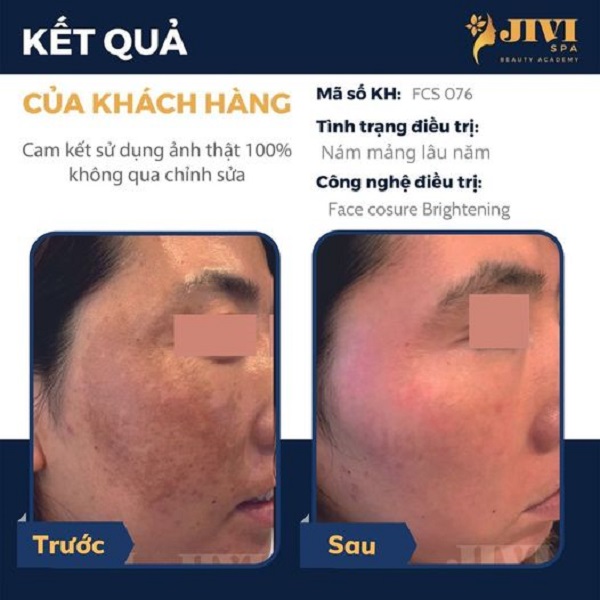 KẾT QUẢ
JIVI
SPA
BEAUTY ACADEMY
CỦA KHÁCH HÀNG
Cam kết sử dụng ảnh thật 100%
không qua chỉnh sửa
Mã số KH: FCS 076
Tình trạng điều trị:
Nám mảng lâu năm
Công nghệ điều trị:
Face cosure Brightening
Trước
Sau
JIVI
JIVI